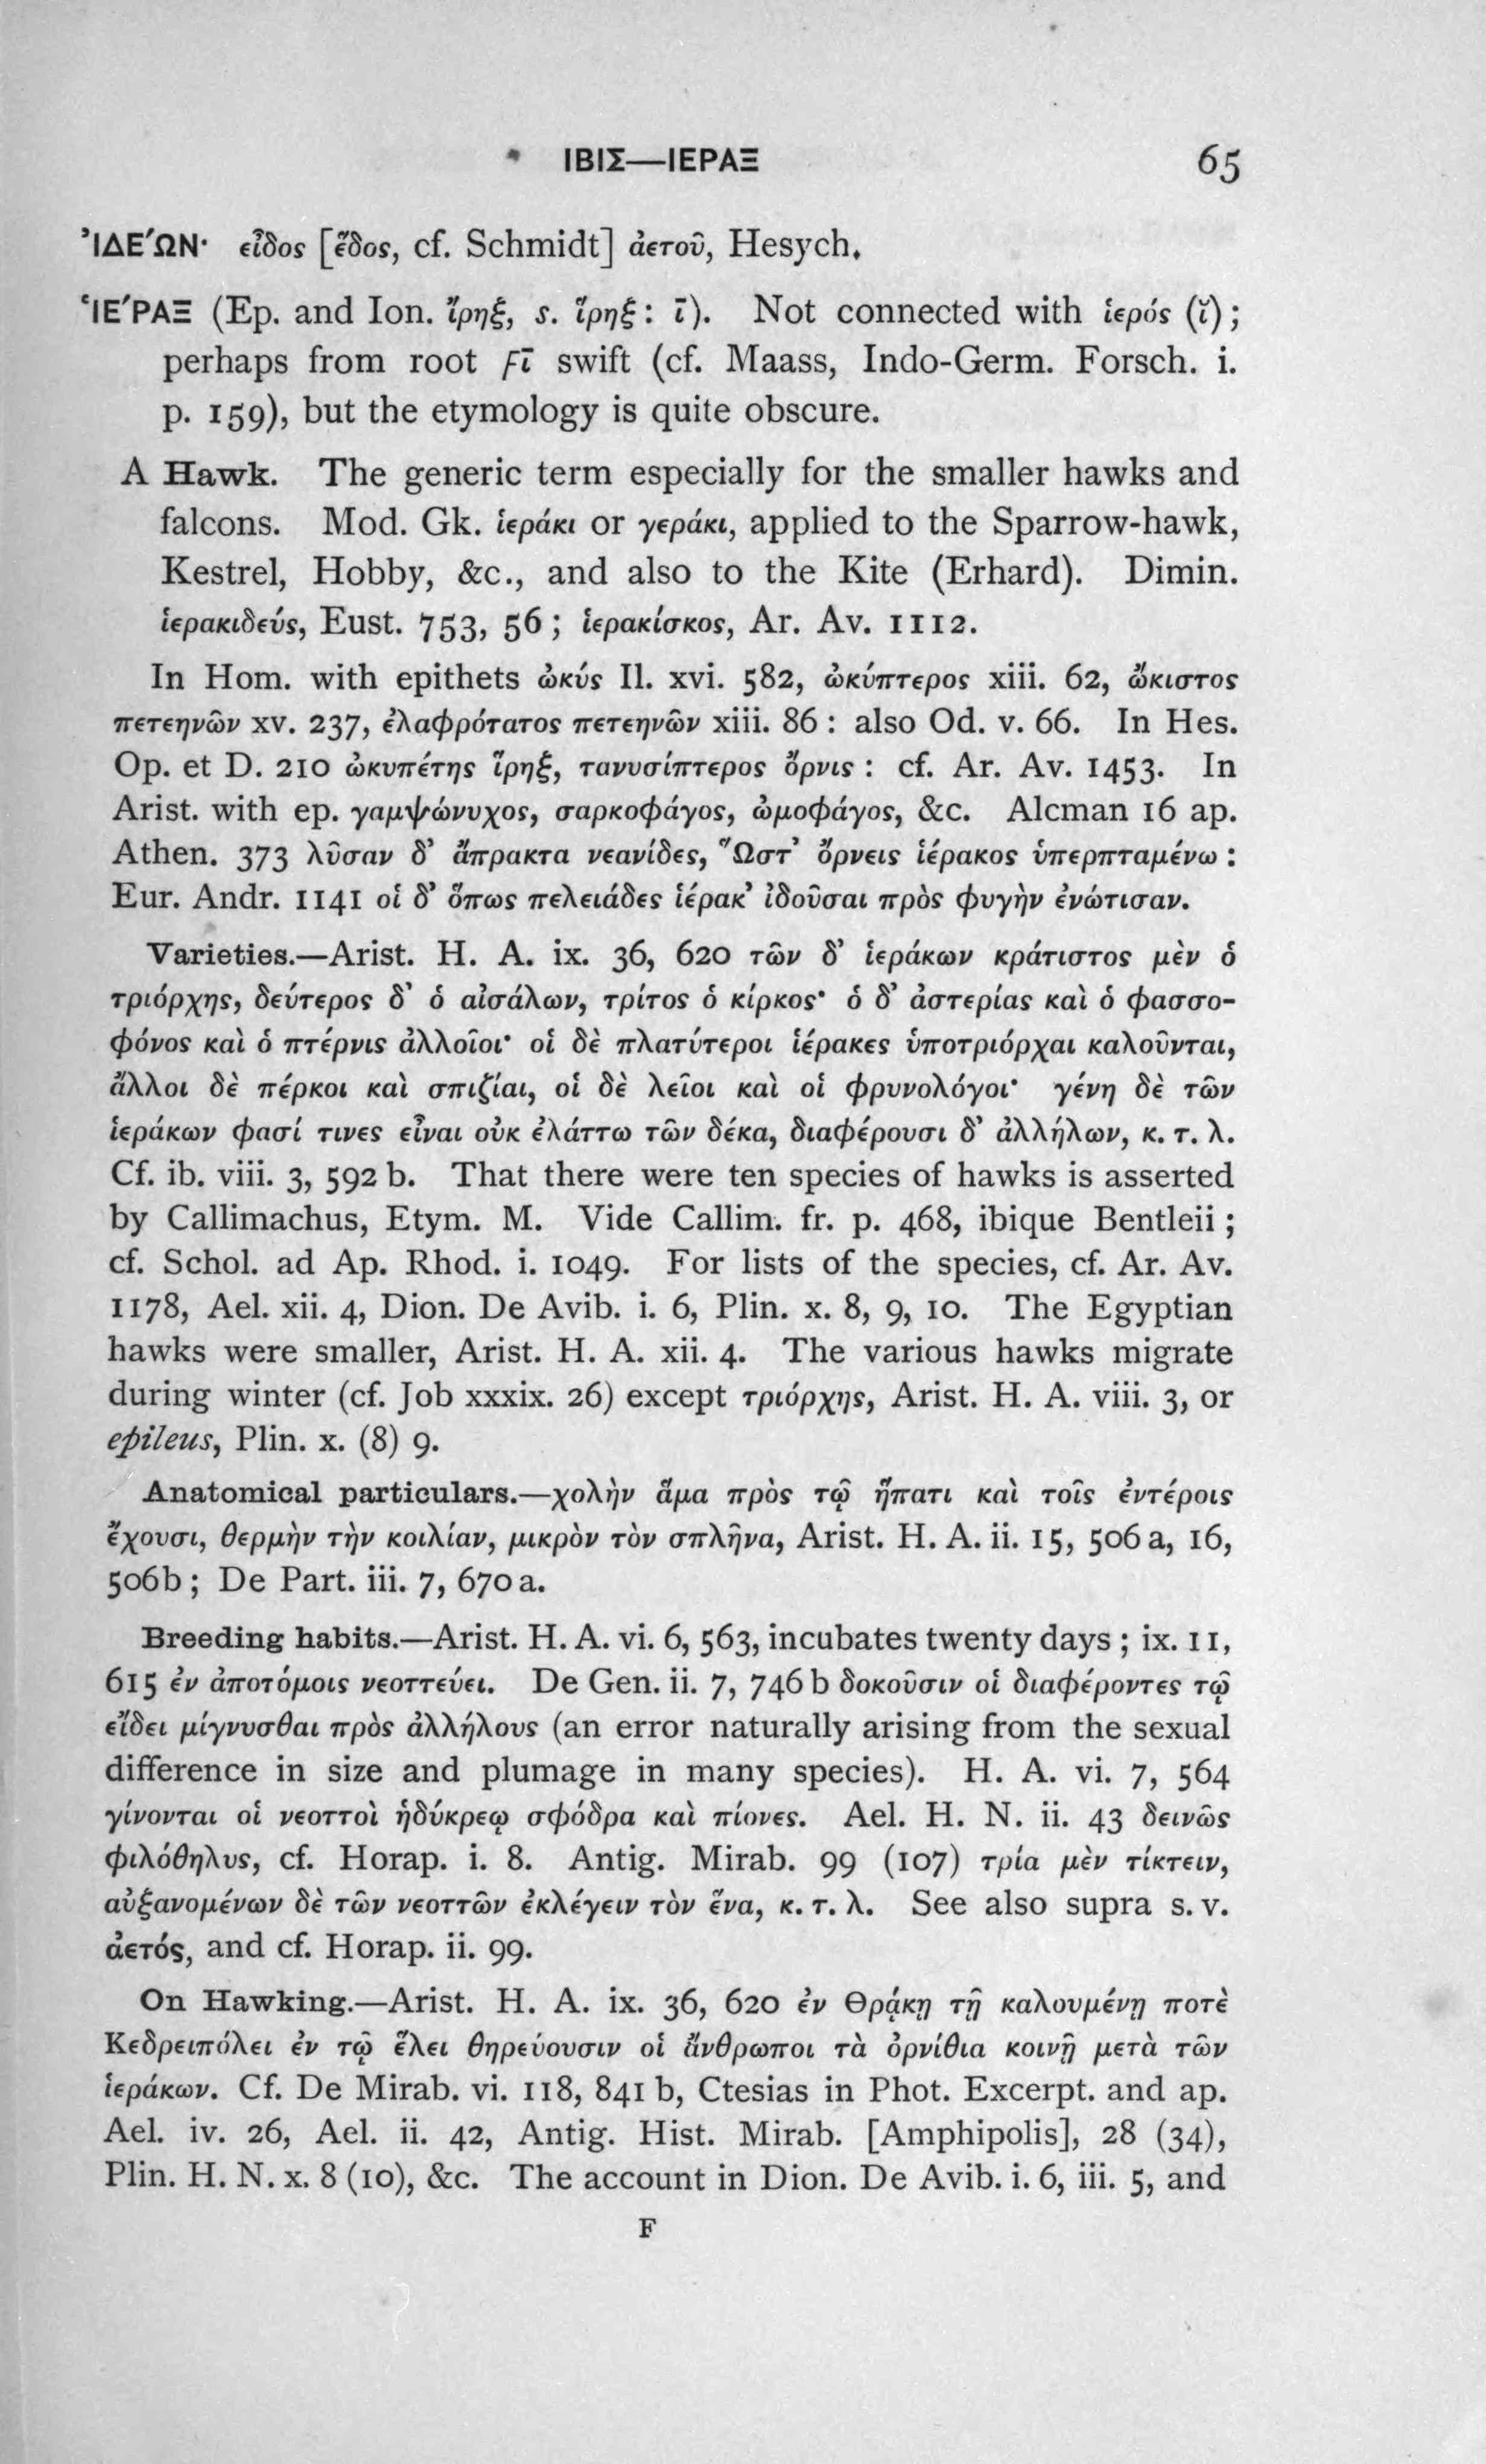 ΙΒΙΣ—ΙΕΡΑΞ 65
ʼΙΔΕ´ΩΝ· εἶδος [ἕδος, cf. Schmidt] ἀετοῦ, Hesych.
ʽΙΕ´ΡΑΞ (Ep. and Ion. ἴρηξ, s. ἵρηξ: ῑ). Not connected with ἱερός (ῐ);
perhaps from root ϝῑ swift (cf. Maass, Indo-Germ. Forsch. i.
p. 159), but the etymology is quite obscure.
A Hawk. The generic term especially for the smaller hawks and
falcons. Mod. Gk. ἱεράκι or γεράκι, applied to the Sparrow-hawk,
Kestrel, Hobby, &c., and also to the Kite (Erhard). Dimin.
ἱερακιδεύς, Eust. 753, 56; ἱερακίσκος, Ar. Av. 1112.
In Hom. with epithets ὠκύς Il. xvi. 582, ὠκύπτερος xiii. 62, ὤκιστος
πετεηνῶν xv. 237, ἐλαφρότατος πετεηνῶν xiii. 86: also Od. v. 66. In Hes.
Op. et D. 210 ὠκυπέτης ἵρηξ, τανυσίπτερος ὄρνις: cf. Ar. Av. 1453. In
Arist. with ep. γαμψώνυχος, σαρκοφάγος, ὠμοφάγος, &c. Alcman 16 ap.
Athen. 373 λῦσαν δ’ ἄπρακτα νεανίδες, Ὥστ’ ὄρνεις ἱέρακος ὑπερπταμένω:
Eur. Andr. 1141 οἱ δ’ ὅπως πελειάδες ἱέρακ’ ἰδοῦσαι πρὸς φυγὴν ἐνώτισαν.
Varieties.—Arist. H. A. ix. 36, 620 τῶν δ’ ἱεράκων κράτιστος μὲν ὁ
τριόρχης, δεύτερος δ’ ὁ αἰσάλων, τρίτος ὁ κίρκος· ὁ δ’ ἀστερίας καὶ ὁ φασσο-
φόνος καὶ ὁ πτέρνις ἀλλοῖοι· οἱ δὲ πλατύτεροι ἱέρακες ὑποτριόρχαι καλοῦνται,
ἄλλοι δὲ πέρκοι καὶ σπιζίαι, οἱ δὲ λεῖοι καὶ οἱ φρυνολόγοι· γένη δὲ τῶν
ἱεράκων φασί τινες εἶναι οὐκ ἐλάττω τῶν δέκα, διαφέρουσι δ’ ἀλλήλων, κ. τ. λ.
Cf. ib. viii. 3, 592 b. That there were ten species of hawks is asserted
by Callimachus, Etym. M. Vide Callim. fr. p. 468, ibique Bentleii;
cf. Schol. ad Ap. Rhod. i. 1049. For lists of the species, cf. Ar. Av.
1178, Ael. xii. 4, Dion. De Avib. i. 6, Plin. x. 8, 9, 10. The Egyptian
hawks were smaller, Arist. H. A. xii. 4. The various hawks migrate
during winter (cf. Job xxxix. 26) except τριόρχης, Arist. H. A. viii. 3, or
epileus, Plin. x. (8) 9.
Anatomical particulars.—χολὴν ἅμα πρὸς τῷ ἥπατι καὶ τοῖς ἐντέροις
ἔχουσι, θερμὴν τὴν κοιλίαν, μικρὸν τὸν σπλῆνα, Arist. H. A. ii. 15, 506 a, 16,
506b; De Part. iii. 7, 670 a.
Breeding habits.—Arist. H. A. vi. 6, 563, incubates twenty days; ix. 11,
615 ἐν ἀποτόμοις νεοττεύει. De Gen. ii. 7, 746 b δοκοῦσιν οἱ διαφέροντες τῷ
εἴδει μίγνυσθαι πρὸς ἀλλήλους (an error naturally arising from the sexual
difference in size and plumage in many species). H. A. vi. 7, 564
γίνονται οἱ νεοττοὶ ἡδύκρεῳ σφόδρα καὶ πίονες. Ael. H. N. ii. 43 δεινῶς
φιλόθηλυς, cf. Horap. i. 8. Antig. Mirab. 99 (107) τρία μὲν τίκτειν,
αὐξανομένων δὲ τῶν νεοττῶν ἐκλέγειν τὸν ἕνα, κ. τ. λ. See also supra s. v.
ἀετός, and cf. Horap. ii. 99.
On Hawking.—Arist. H. A. ix. 36, 620 ἐν Θρᾴκῃ τῇ καλουμένῃ ποτὲ
Κεδρειπόλει ἐν τῷ ἕλει θηρεύουσιν οἱ ἄνθρωποι τὰ ὀρνίθια κοινῇ μετὰ τῶν
ἱεράκων. Cf. De Mirab. vi. 118, 841 b, Ctesias in Phot. Excerpt. and ap.
Ael. iv. 26, Ael. ii. 42, Antig. Hist. Mirab. [Amphipolis], 28 (34),
Plin. H. N. x. 8 (10), &c. The account in Dion. De Avib. i. 6, iii. 5, and
F